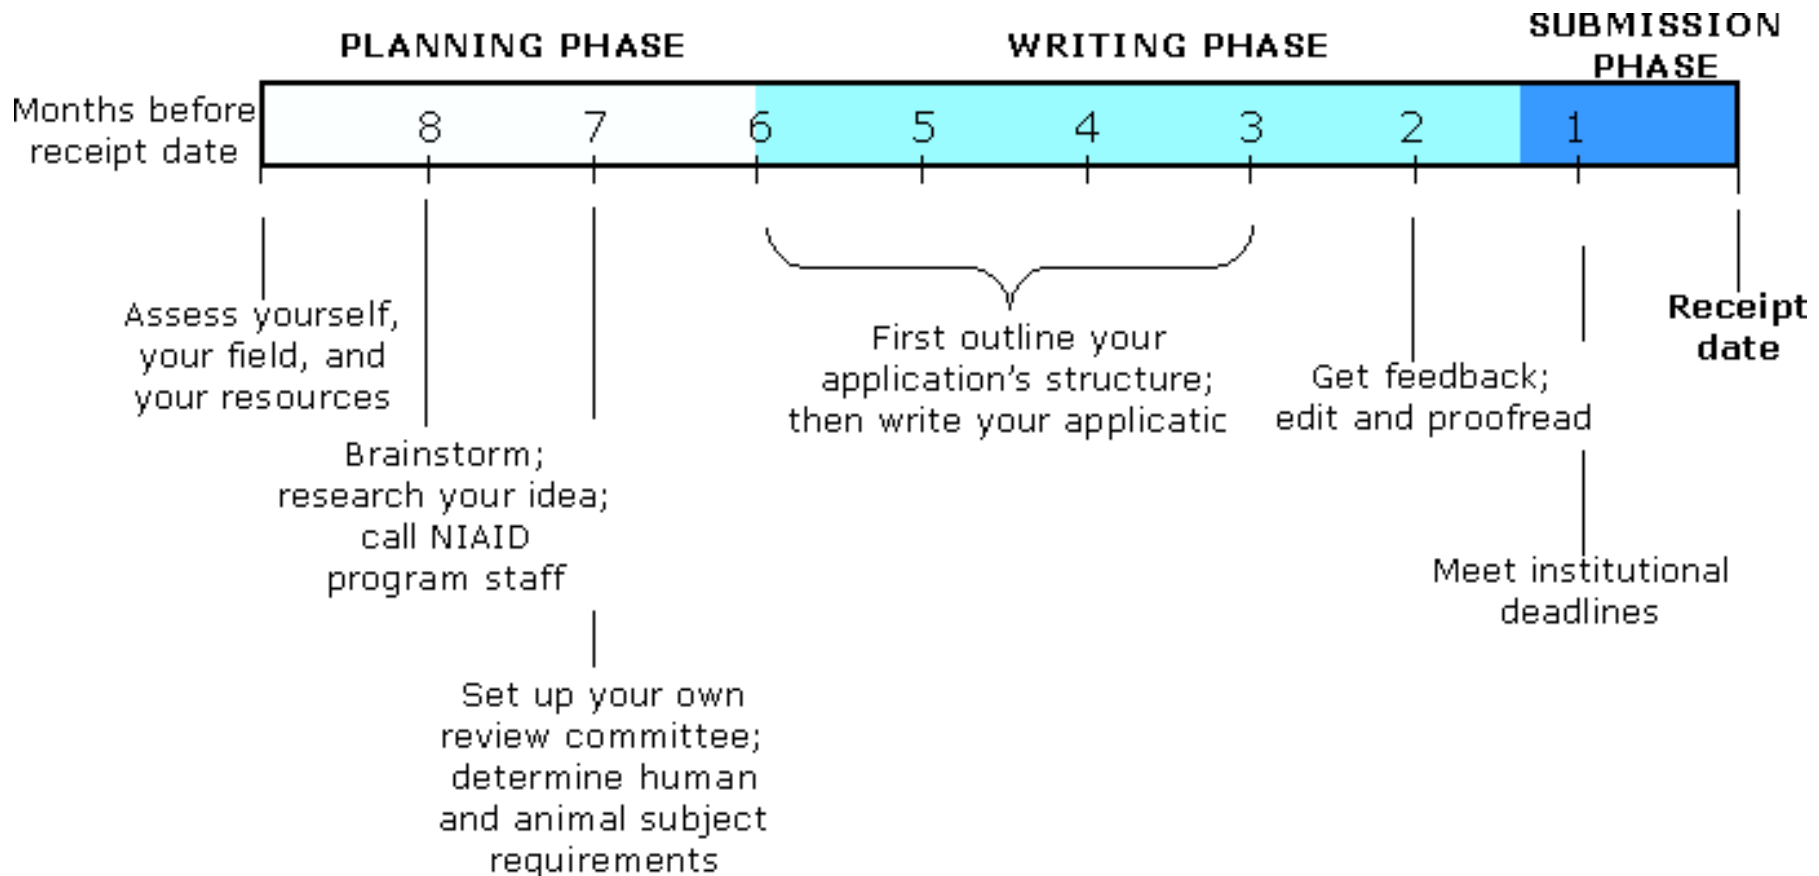 PLANNING PHASE
WRITING PHASE
SUBMISSION
PHASE
Months before
receipt date
8
7
6
5
4
3
2
1
Assess yourself,
your field, and
your resources
Brainstorm;
research your idea;
call NIAID
program staff
Set up your own
review committee;
determine human
and animal subject
requirements
First outline your
application's structure;
then write your applicatic
Get feedback;
edit and proofread
Meet institutional
deadlines
Receipt
date